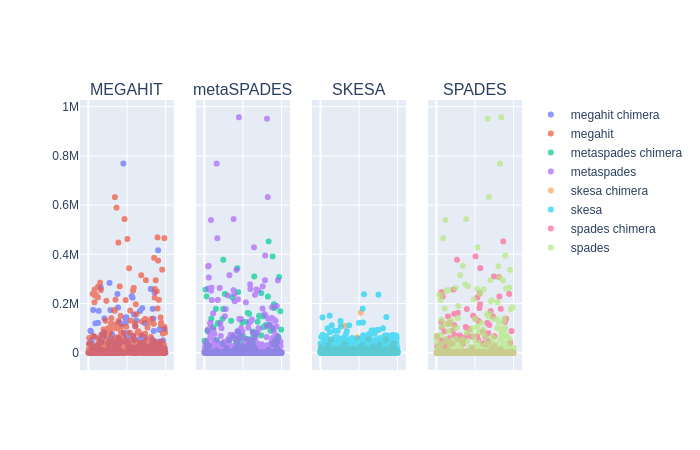 MEGAHIT metaSPADES SKESA SPADES
1M
0.8M
0.6M
0.4M
0.2M
0
megahit chimera
megahit
metaspades chimera
metaspades
skesa chimera
skesa
spades chimera
spades